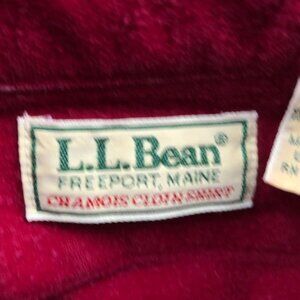 L.L.Bean®
FREEPORT, MAINE
CHAMOIS CLOTH SHIRT